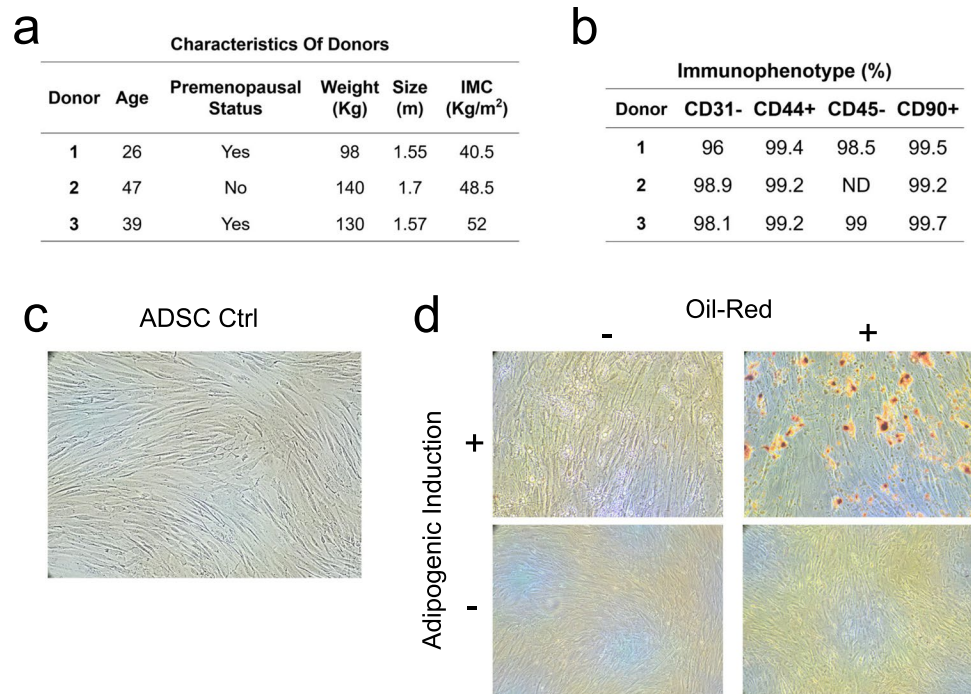 a
Characteristics Of Donors
Donor Age Premenopausal Status Weight (Kg) Size (m) IMC (Kg/m²)
1 26 Yes 98 1.55 40.5
2 47 No 140 1.7 48.5
3 39 Yes 130 1.57 52
b
Immunophenotype (%)
Donor CD31- CD44+ CD45- CD90+
1 96 99.4 98.5 99.5
2 98.9 99.2 ND 99.2
3 98.1 99.2 99 99.7
c
ADSC Ctrl
d
Oil-Red
- +
Adipogenic Induction
+
-